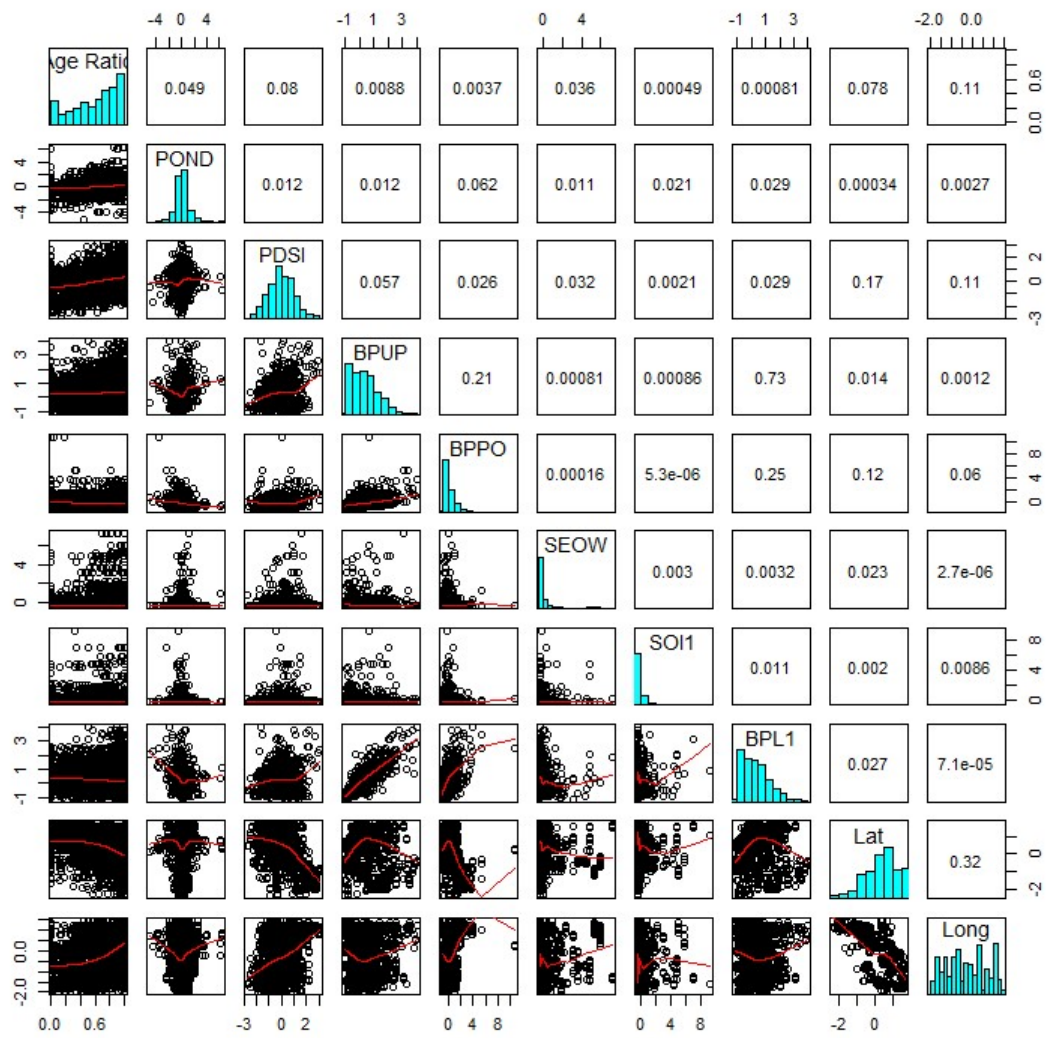 -4 0 4 -1 1 3 0 4 -1 1 3 -2.0 0.0
Age Ratio 0.049 0.08 0.0088 0.0037 0.036 0.00049 0.00081 0.078 0.11 0.0 0.6
4 0 -4 POND 0.012 0.012 0.062 0.011 0.021 0.029 0.00034 0.0027
PDSI 0.057 0.026 0.032 0.0021 0.029 0.17 0.11 2 0 -3
3 1 -1 BPUP 0.21 0.00081 0.00086 0.73 0.014 0.0012
BPPO 0.00016 5.3e-06 0.25 0.12 0.06 8 4 0
4 0 SEOW 0.003 0.0032 0.023 2.7e-06
SOI1 0.011 0.002 0.0086 8 4 0
3 1 -1 BPL1 0.027 7.1e-05
Lat 0.32 0 -2
0.0 -2.0 Long
0.0 0.6 -3 0 2 0 4 8 0 4 8 -2 0